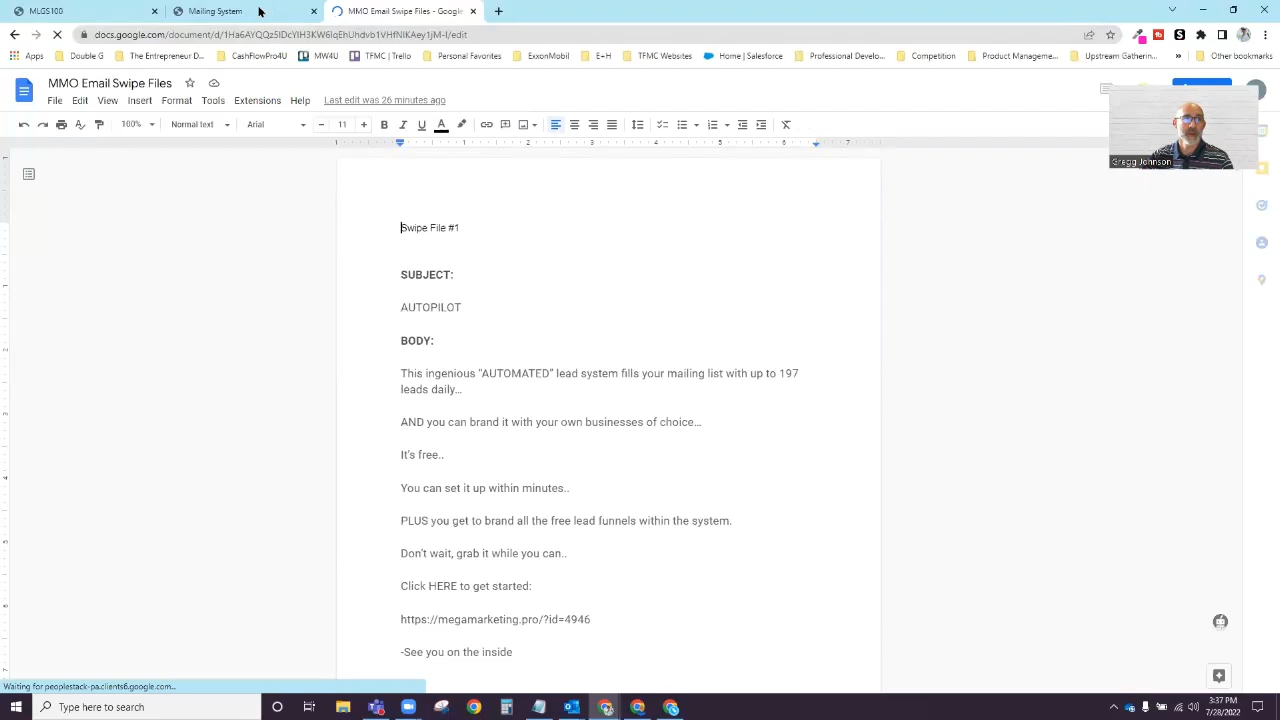 MLGS100
Mailing System
MMO Email Swipe Files - Google
docs.google.com/document/d/1Ha6AYQQz5IDcYIH3KW6lqEhUhdvb1VHfNIKAey1jM-I/edit
Apps
Double G
The Entrepreneur D...
CashFlowPro4U
MW4U
TFMC | Trello
Personal Favorites
ExxonMobil
E+H
TFMC Websites
Home | Salesforce
Professional Develo...
Competition
Product Manageme...
Upstream Gatherin...
Other bookmarks
MMO Email Swipe Files
File Edit View Insert Format Tools Extensions Help Last edit was 26 minutes ago
100% Normal text Arial 11
Gregg Johnson
Swipe File #1
SUBJECT:
AUTOPILOT
BODY:
This ingenious "AUTOMATED" lead system fills your mailing list with up to 197
leads daily…
AND you can brand it with your own businesses of choice…
It's free..
You can set it up within minutes..
PLUS you get to brand all the free lead funnels within the system.
Don't wait, grab it while you can..
Click HERE to get started:
https://megamarketing.pro/?id=4946
-See you on the inside
Waiting for peoplestack-pa.clients6.google.com...
Type here to search
3:37 PM
7/28/2022